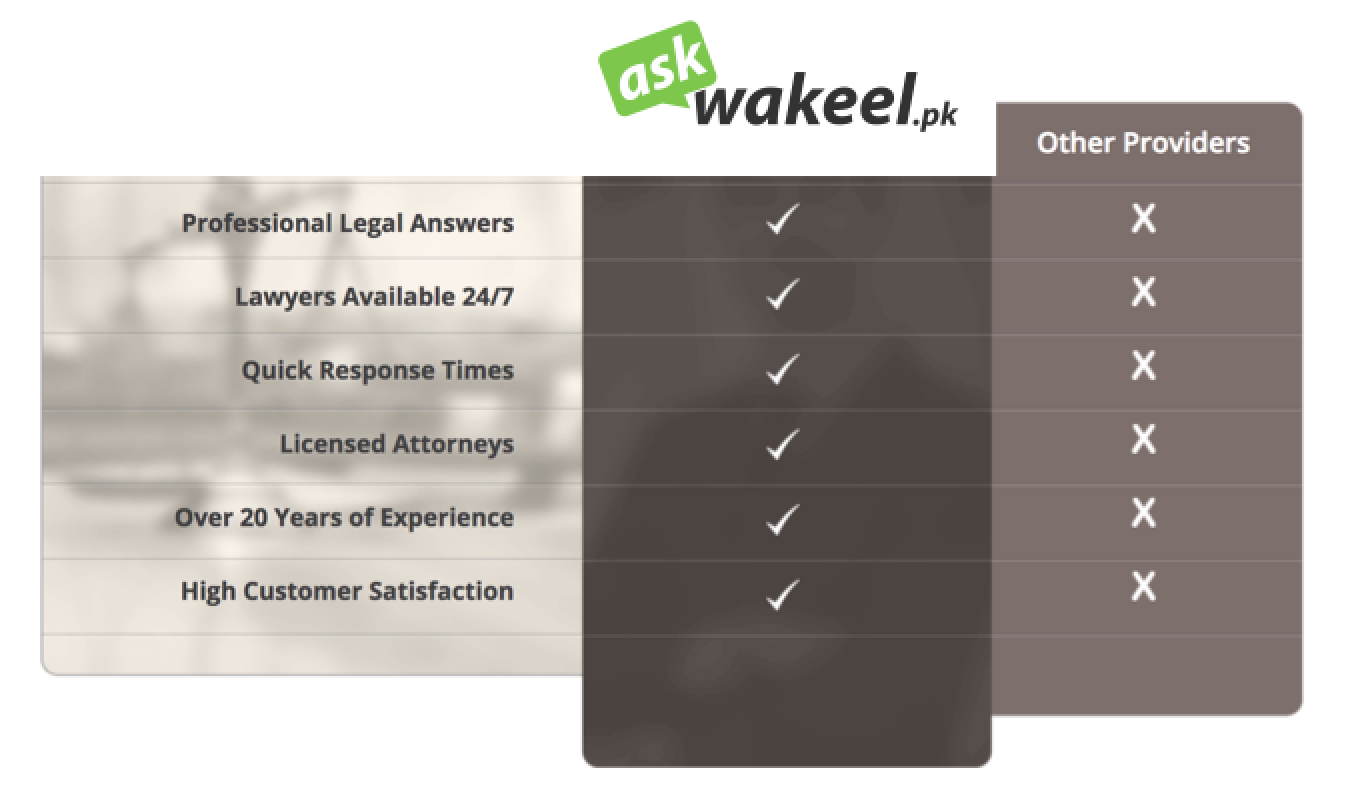 ask
wakeel.pk
Other Providers
Professional Legal Answers ✓ X
Lawyers Available 24/7 ✓ X
Quick Response Times ✓ X
Licensed Attorneys ✓ X
Over 20 Years of Experience ✓ X
High Customer Satisfaction ✓ X